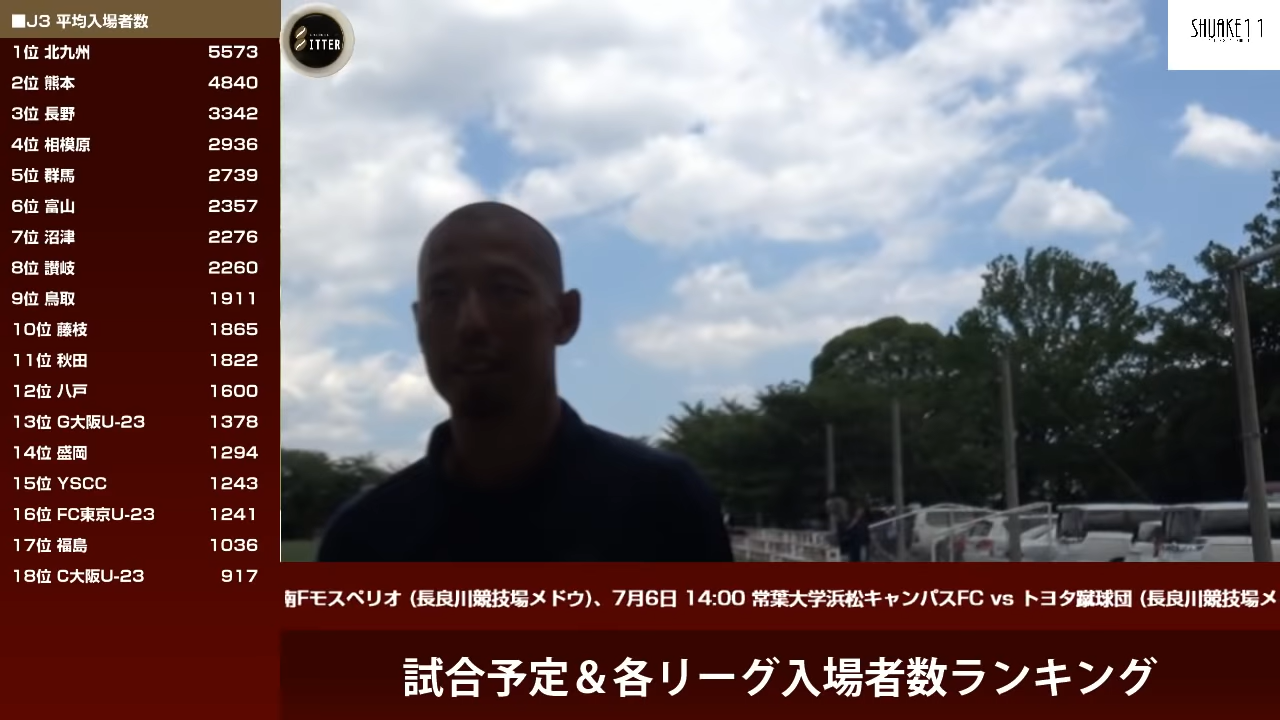 ■J3 平均入場者数
1位 北九州 5573
2位 熊本 4840
3位 長野 3342
4位 相模原 2936
5位 群馬 2739
6位 富山 2357
7位 沼津 2276
8位 讃岐 2260
9位 鳥取 1911
10位 藤枝 1865
11位 秋田 1822
12位 八戸 1600
13位 G大阪U-23 1378
14位 盛岡 1294
15位 YSCC 1243
16位 FC東京U-23 1241
17位 福島 1036
18位 C大阪U-23 917
ITTER
SHUAKE11
南Fモスペリオ (長良川競技場メドウ)、7月6日 14:00 常葉大学浜松キャンパスFC vs トヨタ蹴球団 (長良川競技場メ
試合予定＆各リーグ入場者数ランキング